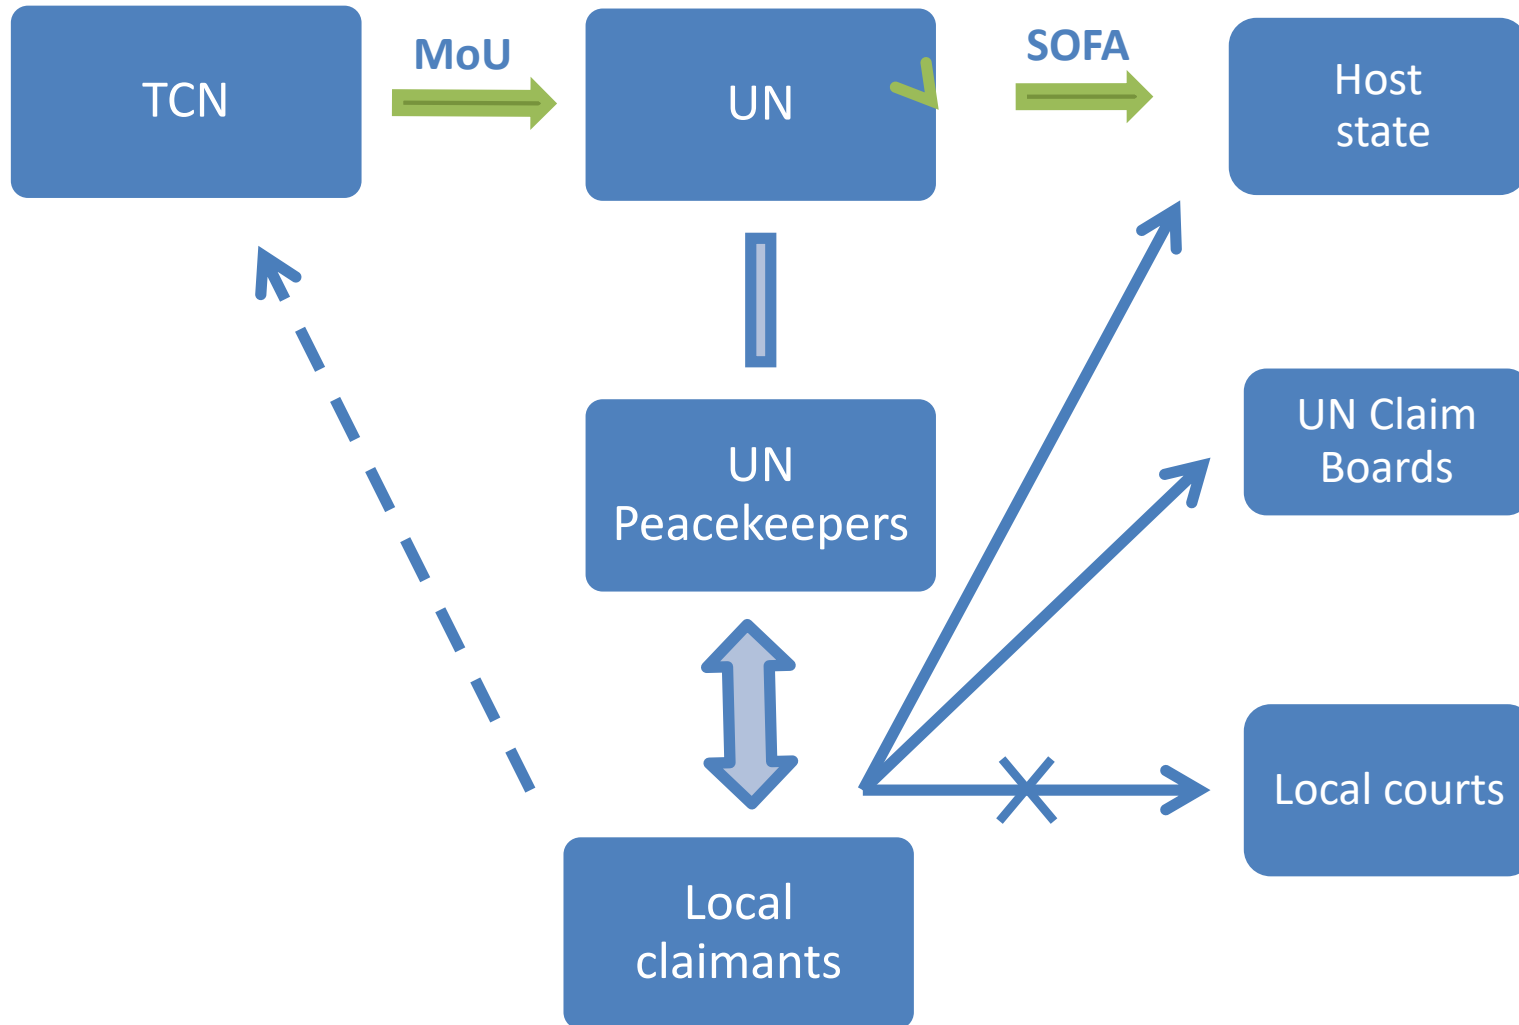 TCN
MoU
UN
SOFA
Host
state
UN Claim
Boards
UN
Peacekeepers
Local courts
Local
claimants